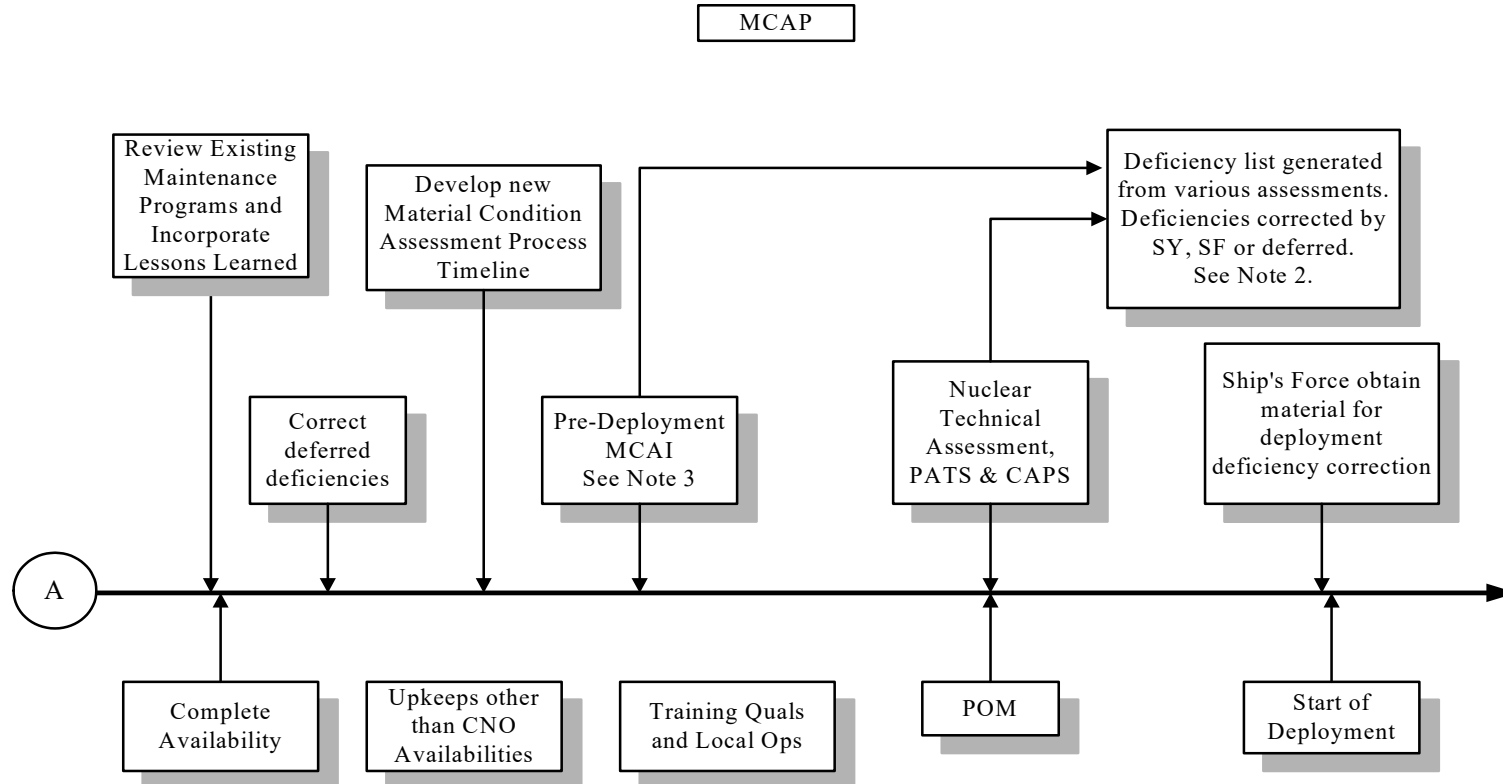 MCAP
Review Existing
Maintenance
Programs and
Incorporate
Lessons Learned
Develop new
Material Condition
Assessment Process
Timeline
Deficiency list generated
from various assessments.
Deficiencies corrected by
SY, SF or deferred.
See Note 2.
Correct
deferred
deficiencies
Pre-Deployment
MCAI
See Note 3
Nuclear
Technical
Assessment,
PATS & CAPS
Ship's Force obtain
material for
deployment
deficiency correction
A
Complete
Availability
Upkeeps other
than CNO
Availabilities
Training Quals
and Local Ops
POM
Start of
Deployment